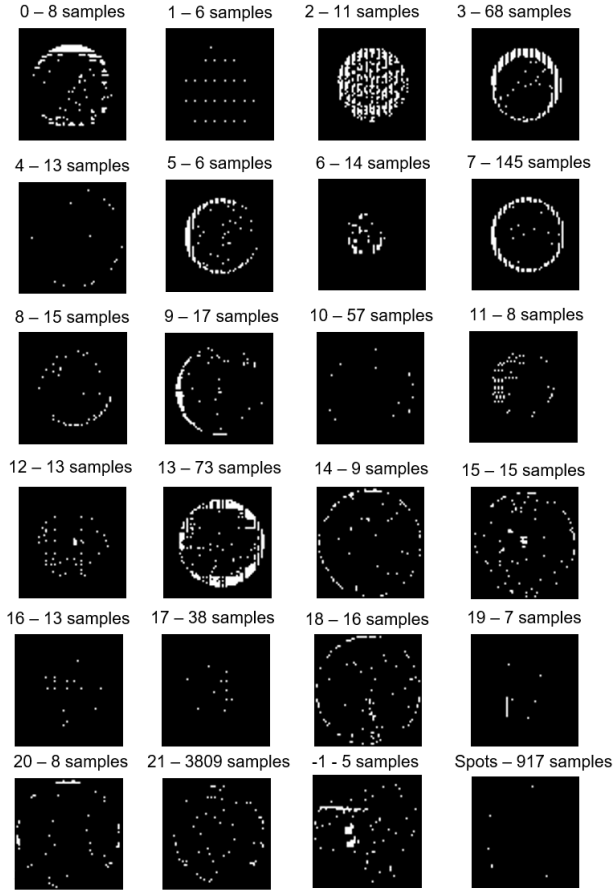 0 – 8 samples
1 – 6 samples
2 – 11 samples
3 – 68 samples
4 – 13 samples
5 – 6 samples
6 – 14 samples
7 – 145 samples
8 – 15 samples
9 – 17 samples
10 – 57 samples
11 – 8 samples
12 – 13 samples
13 – 73 samples
14 – 9 samples
15 – 15 samples
16 – 13 samples
17 – 38 samples
18 – 16 samples
19 – 7 samples
20 – 8 samples
21 – 3809 samples
-1 - 5 samples
Spots – 917 samples